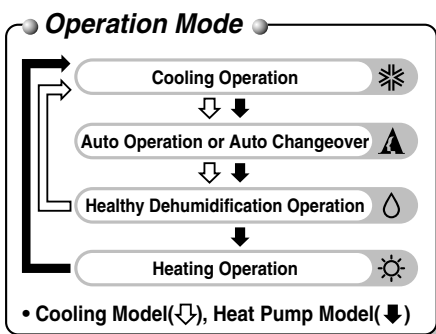 Operation Mode
Cooling Operation
Auto Operation or Auto Changeover
Healthy Dehumidification Operation
Heating Operation
• Cooling Model(⇩), Heat Pump Model(⬇)